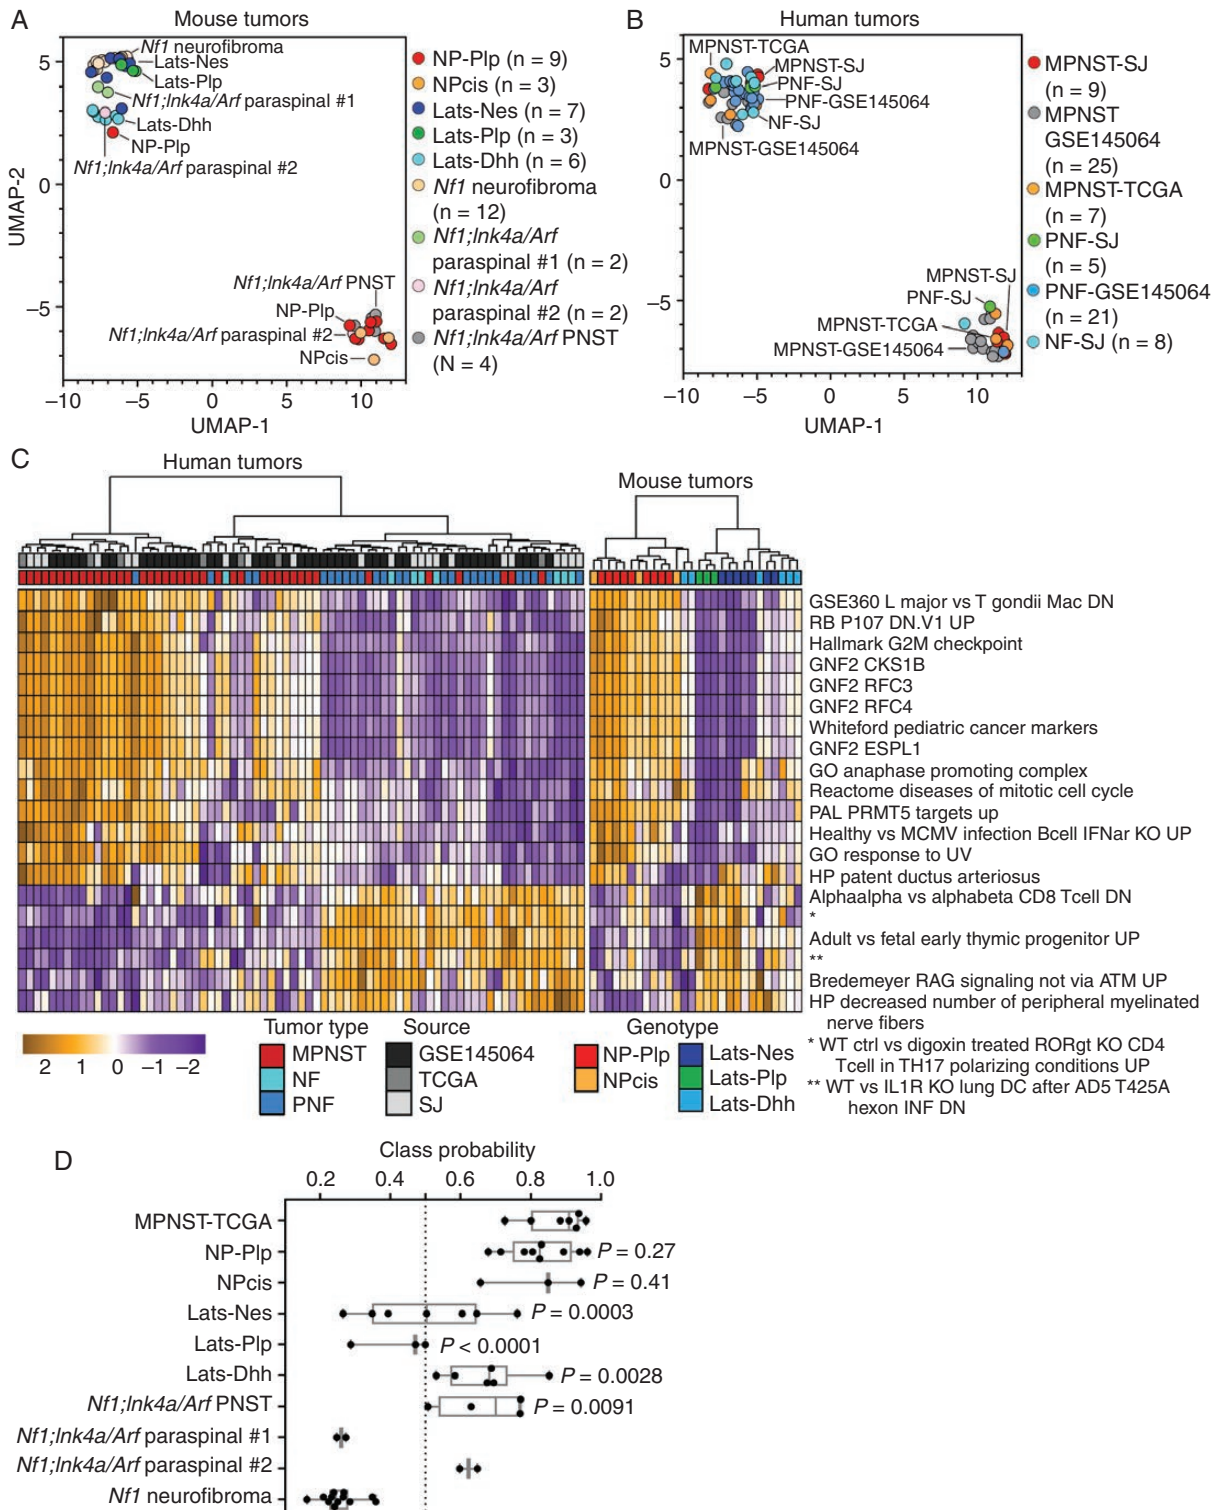 A
Mouse tumors
5
0
−5
−10
−5
0
5
10
UMAP-2
UMAP-1
Nf1 neurofibroma
Lats-Nes
Lats-Plp
Nf1;Ink4a/Arf paraspinal #1
Lats-Dhh
NP-Plp
Nf1;Ink4a/Arf paraspinal #2
Nf1;Ink4a/Arf PNST
NP-Plp
Nf1;Ink4a/Arf paraspinal #2
NPcis
NP-Plp (n = 9)
NPcis (n = 3)
Lats-Nes (n = 7)
Lats-Plp (n = 3)
Lats-Dhh (n = 6)
Nf1 neurofibroma
(n = 12)
Nf1;Ink4a/Arf
paraspinal #1 (n = 2)
Nf1;Ink4a/Arf
paraspinal #2 (n = 2)
Nf1;Ink4a/Arf PNST
(N = 4)
B
Human tumors
5
0
−5
−10
−5
0
5
10
UMAP-1
MPNST-TCGA
MPNST-SJ
PNF-SJ
PNF-GSE145064
NF-SJ
MPNST-GSE145064
MPNST-SJ
PNF-SJ
MPNST-TCGA
MPNST-GSE145064
MPNST-SJ
(n = 9)
MPNST
GSE145064
(n = 25)
MPNST-TCGA
(n = 7)
PNF-SJ
(n = 5)
PNF-GSE145064
(n = 21)
NF-SJ (n = 8)
C
Human tumors
Mouse tumors
GSE360 L major vs T gondii Mac DN
RB P107 DN.V1 UP
Hallmark G2M checkpoint
GNF2 CKS1B
GNF2 RFC3
GNF2 RFC4
Whiteford pediatric cancer markers
GNF2 ESPL1
GO anaphase promoting complex
Reactome diseases of mitotic cell cycle
PAL PRMT5 targets up
Healthy vs MCMV infection Bcell IFNar KO UP
GO response to UV
HP patent ductus arteriosus
Alphaalpha vs alphabeta CD8 Tcell DN
*
Adult vs fetal early thymic progenitor UP
**
Bredemeyer RAG signaling not via ATM UP
HP decreased number of peripheral myelinated
nerve fibers
* WT ctrl vs digoxin treated RORgt KO CD4
Tcell in TH17 polarizing conditions UP
** WT vs IL1R KO lung DC after AD5 T425A
hexon INF DN
2 1 0 −1 −2
Tumor type
MPNST
NF
PNF
Source
GSE145064
TCGA
SJ
Genotype
NP-Plp
NPcis
Lats-Nes
Lats-Plp
Lats-Dhh
D
Class probability
0.2 0.4 0.6 0.8 1.0
MPNST-TCGA
NP-Plp
P = 0.27
NPcis
P = 0.41
Lats-Nes
P = 0.0003
Lats-Plp
P < 0.0001
Lats-Dhh
P = 0.0028
Nf1;Ink4a/Arf PNST
P = 0.0091
Nf1;Ink4a/Arf paraspinal #1
Nf1;Ink4a/Arf paraspinal #2
Nf1 neurofibroma